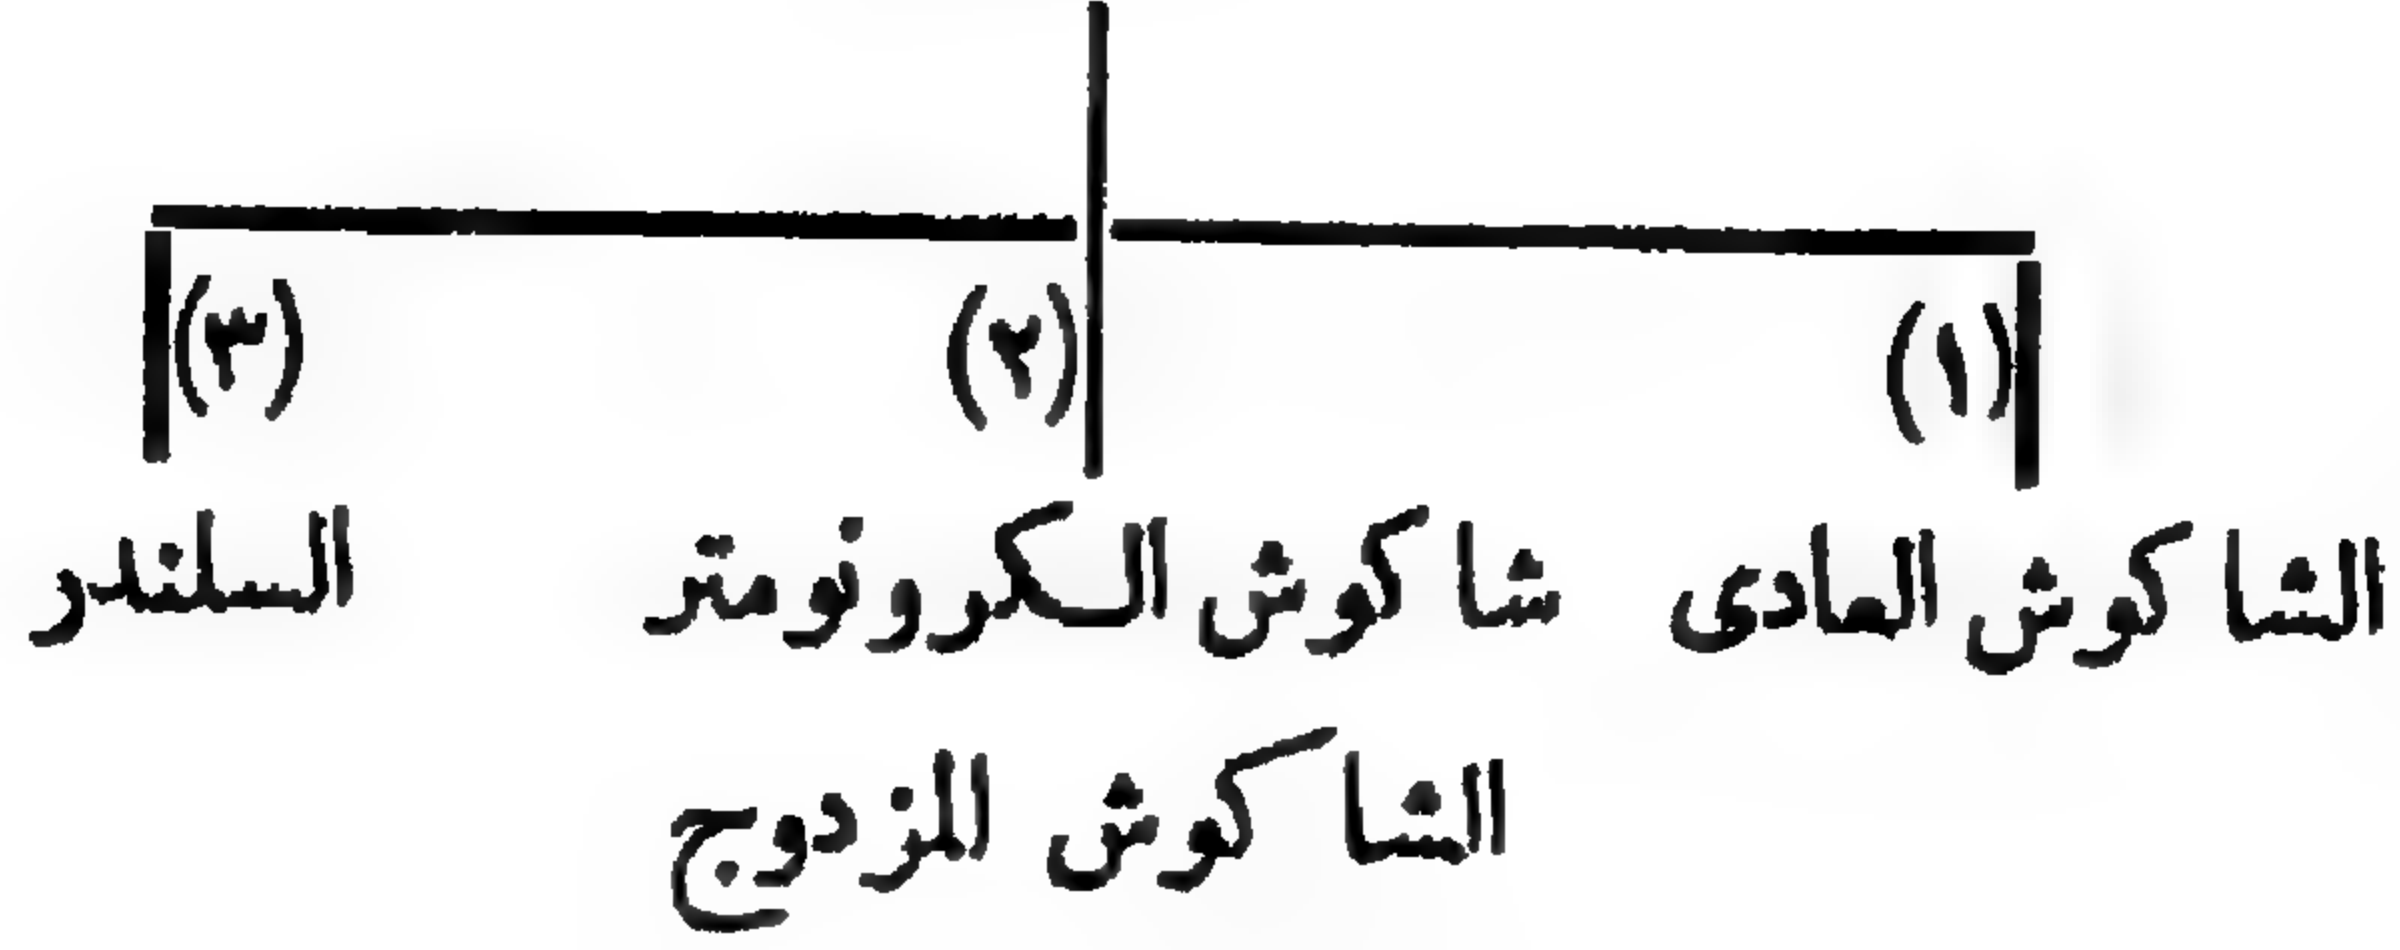 (١) (٢) (٣)
الشاكوش العادى شاكوش الكرونومتر السلندر
الشاكوش المزدوج